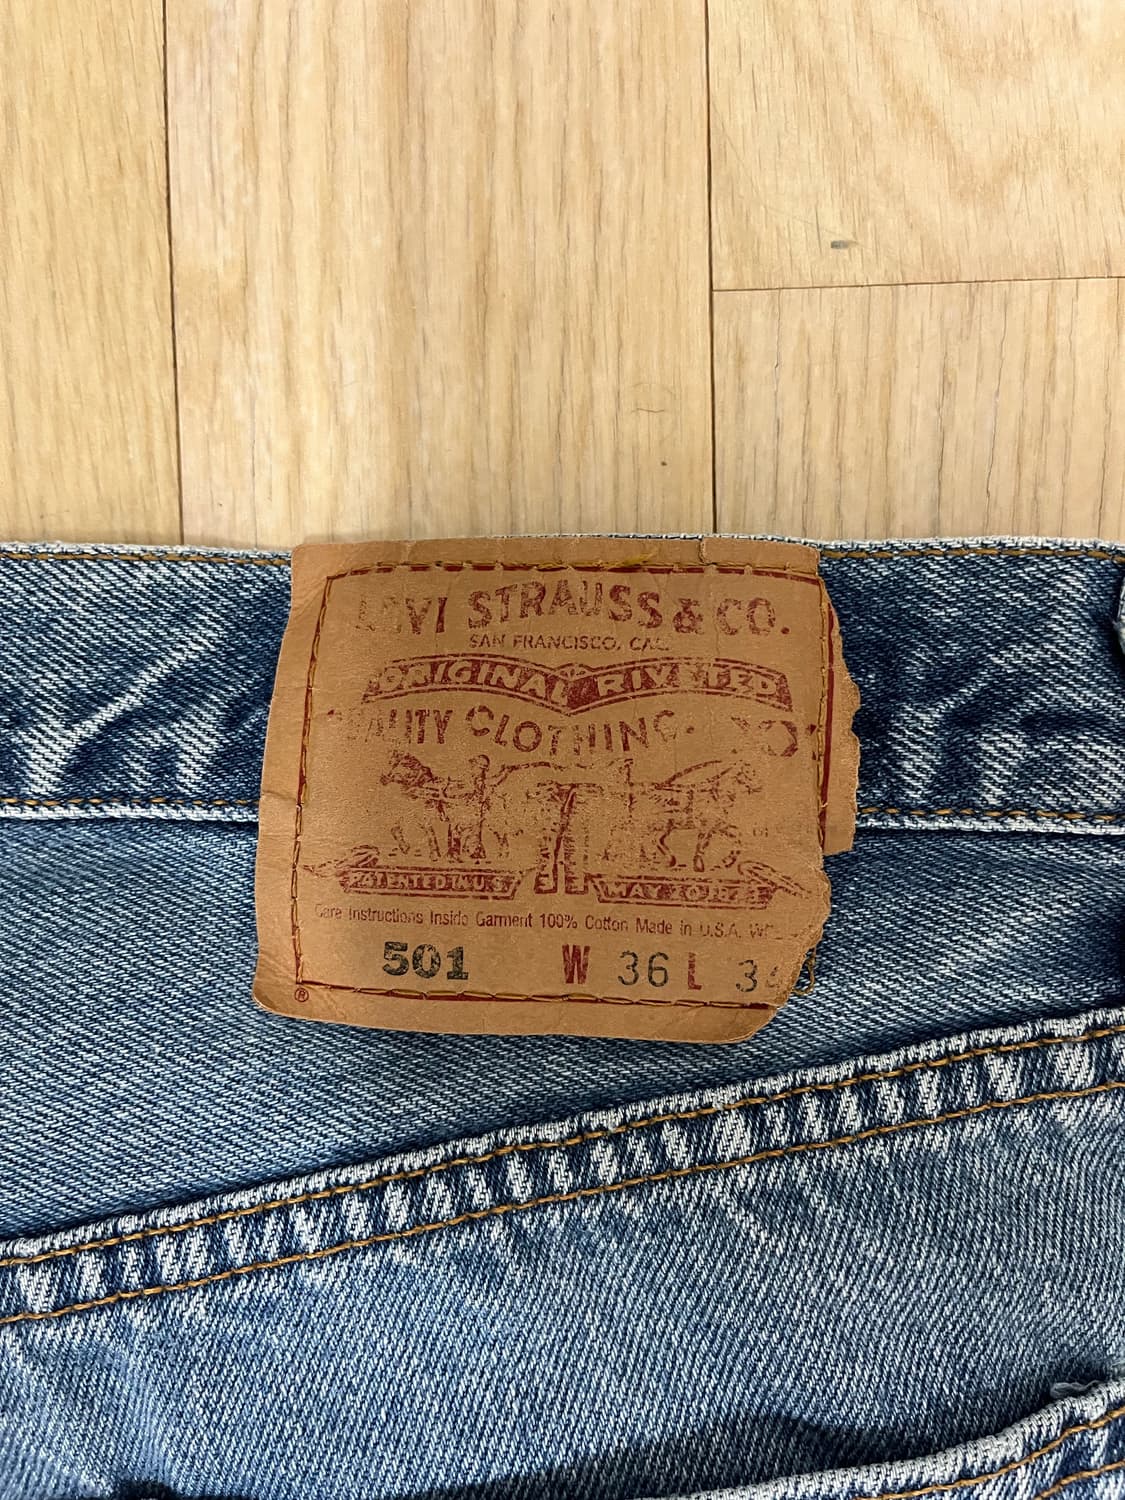 LEVI STRAUSS & CO.
SAN FRANCISCO, CAL.
ORIGINAL RIVETED
QUALITY CLOTHING.
PATENTED IN U.S.
MAY 20 1873
Care Instructions Inside Garment 100% Cotton Made in U.S.A.
501 W 36 L
®